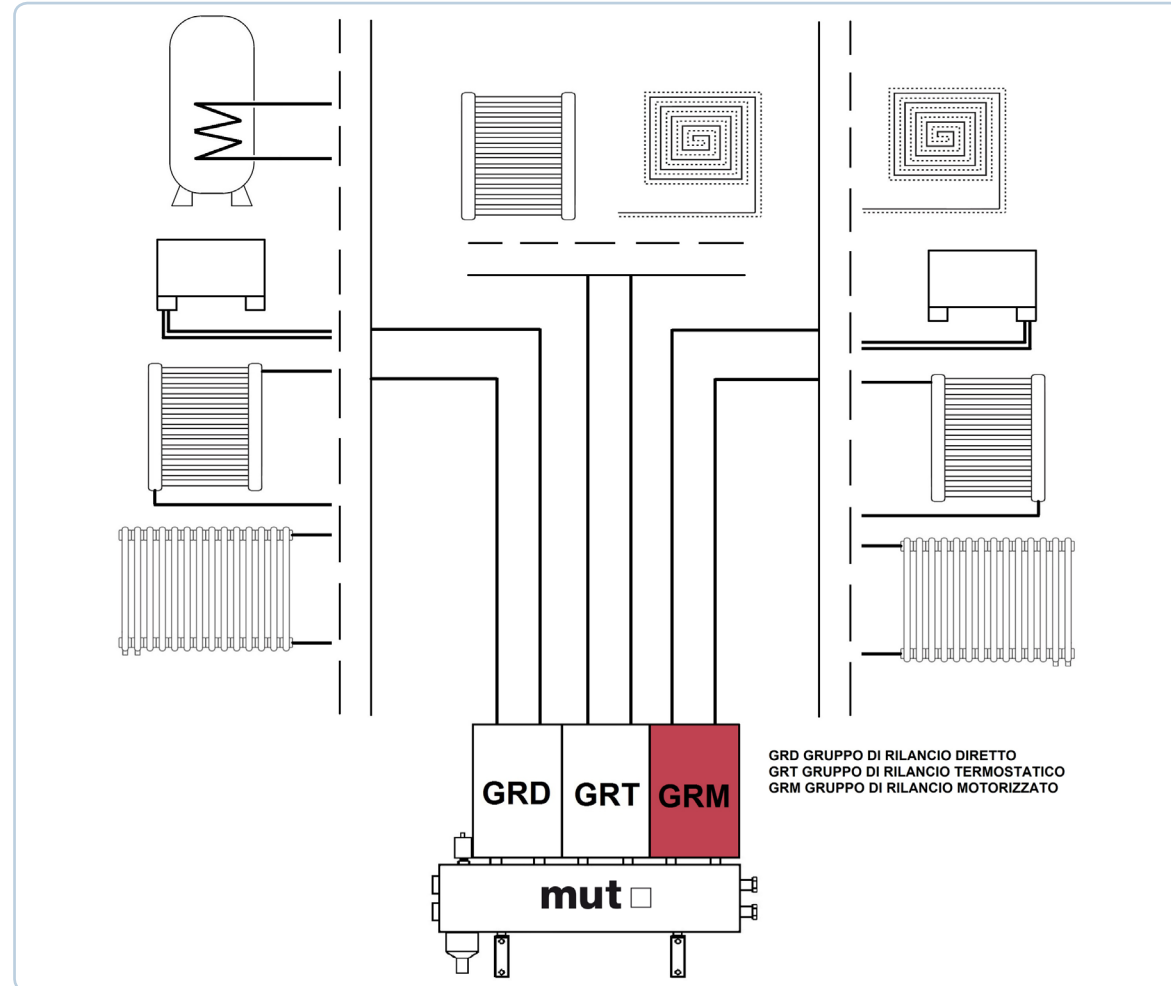 GRD GRT GRM
GRD GRUPPO DI RILANCIO DIRETTO
GRT GRUPPO DI RILANCIO TERMOSTATICO
GRM GRUPPO DI RILANCIO MOTORIZZATO
mut